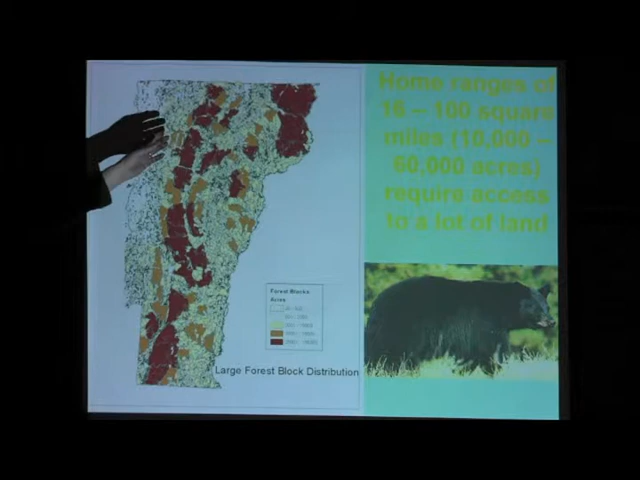 Home ranges of
16 – 100 square
miles (10,000 –
60,000 acres)
require access
to a lot of land
Forest Blocks
Acres
Large Forest Block Distribution